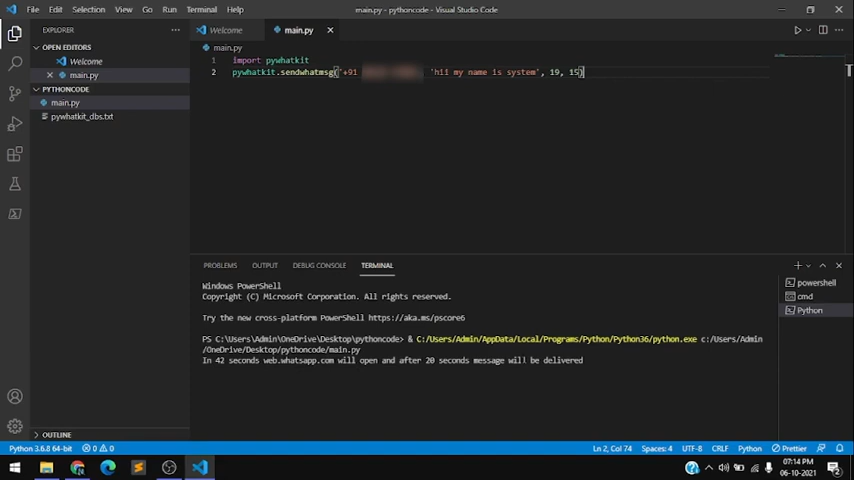 File Edit Selection View Go Run Terminal Help
main.py - pythoncode - Visual Studio Code
EXPLORER
Welcome
main.py
OPEN EDITORS
Welcome
main.py
PYTHONCODE
main.py
pywhatkit_dbs.txt
OUTLINE
main.py
1 import pywhatkit
2 pywhatkit.sendwhatmsg('+91 , 'hii my name is system', 19, 15)
PROBLEMS OUTPUT DEBUG CONSOLE TERMINAL
Windows PowerShell
Copyright (C) Microsoft Corporation. All rights reserved.
Try the new cross-platform PowerShell https://aka.ms/pscore6
PS C:\Users\Admin\OneDrive\Desktop\pythoncode> & C:/Users/Admin/AppData/Local/Programs/Python/Python36/python.exe c:/Users/Admin
/OneDrive/Desktop/pythoncode/main.py
In 42 seconds web.whatsapp.com will open and after 20 seconds message will be delivered
powershell
cmd
Python
Python 3.6.8 64-bit 0 0 Ln 2, Col 74 Spaces: 4 UTF-8 CRLF Python Prettier
07:14 PM
06-10-2021
2